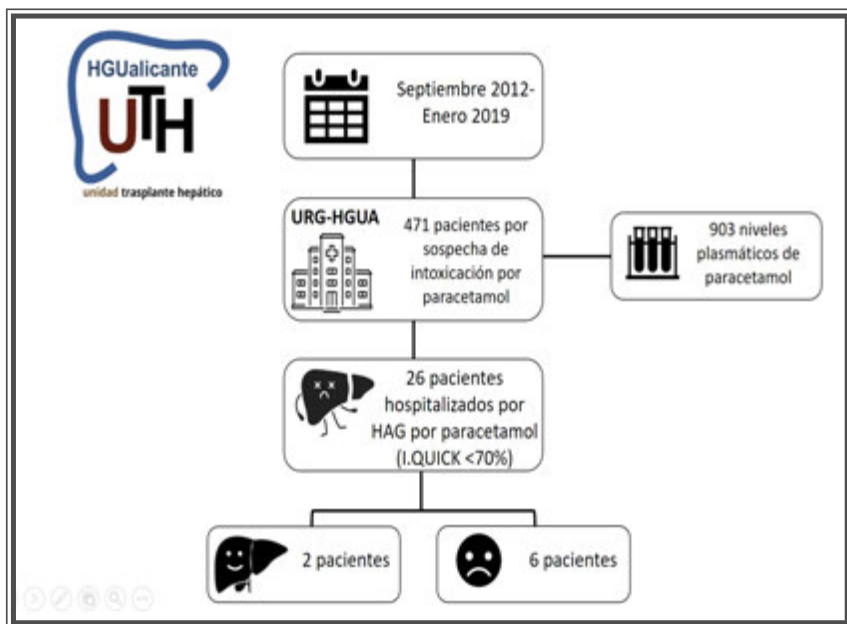 HGUalicante
UTH
unidad trasplante hepático
Septiembre 2012-
Enero 2019
URG-HGUA
471 pacientes por
sospecha de
intoxicación por
paracetamol
903 niveles
plasmáticos de
paracetamol
26 pacientes
hospitalizados por
HAG por paracetamol
(I.QUICK <70%)
2 pacientes
6 pacientes